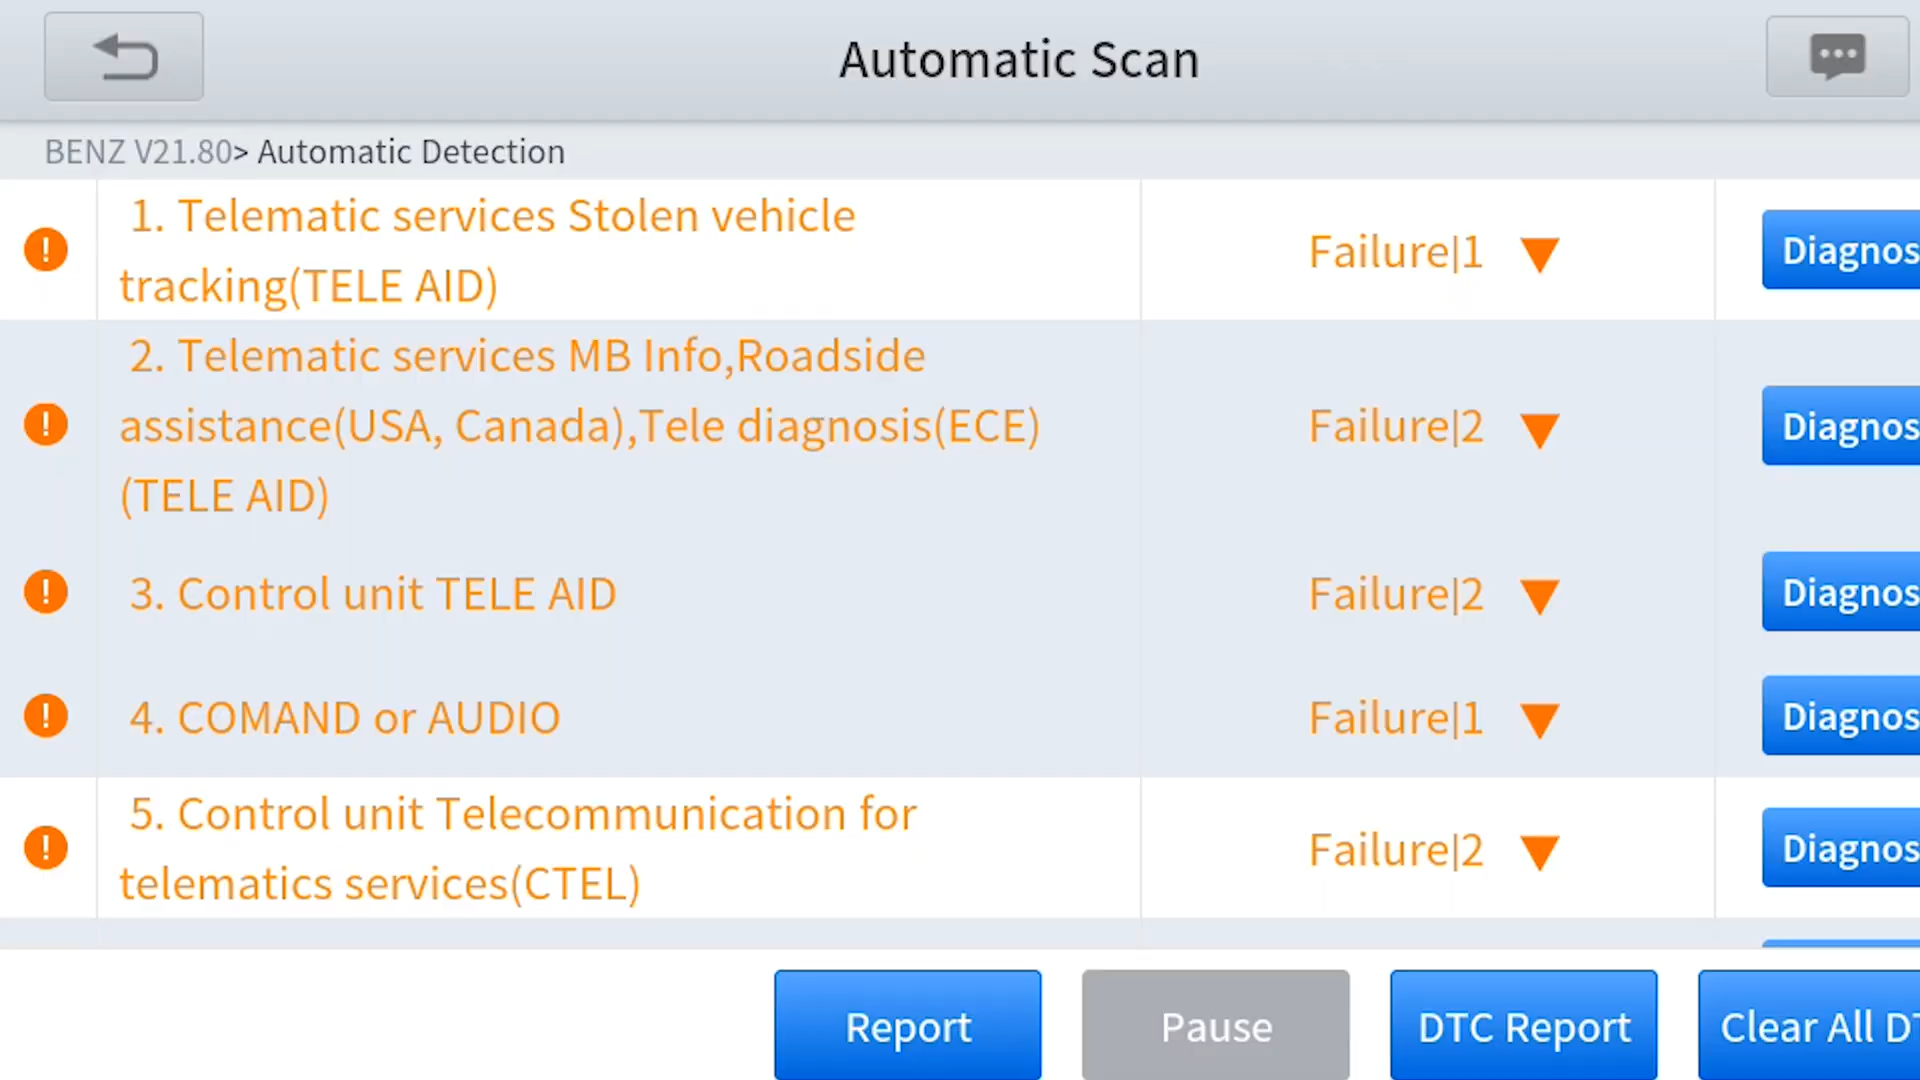 Automatic Scan
BENZ V21.80> Automatic Detection
1. Telematic services Stolen vehicle
tracking(TELE AID)
Failure|1
Diagnos
2. Telematic services MB Info,Roadside
assistance(USA, Canada),Tele diagnosis(ECE)
(TELE AID)
Failure|2
Diagnos
3. Control unit TELE AID
Failure|2
Diagnos
4. COMAND or AUDIO
Failure|1
Diagnos
5. Control unit Telecommunication for
telematics services(CTEL)
Failure|2
Diagnos
Report
Pause
DTC Report
Clear All DT